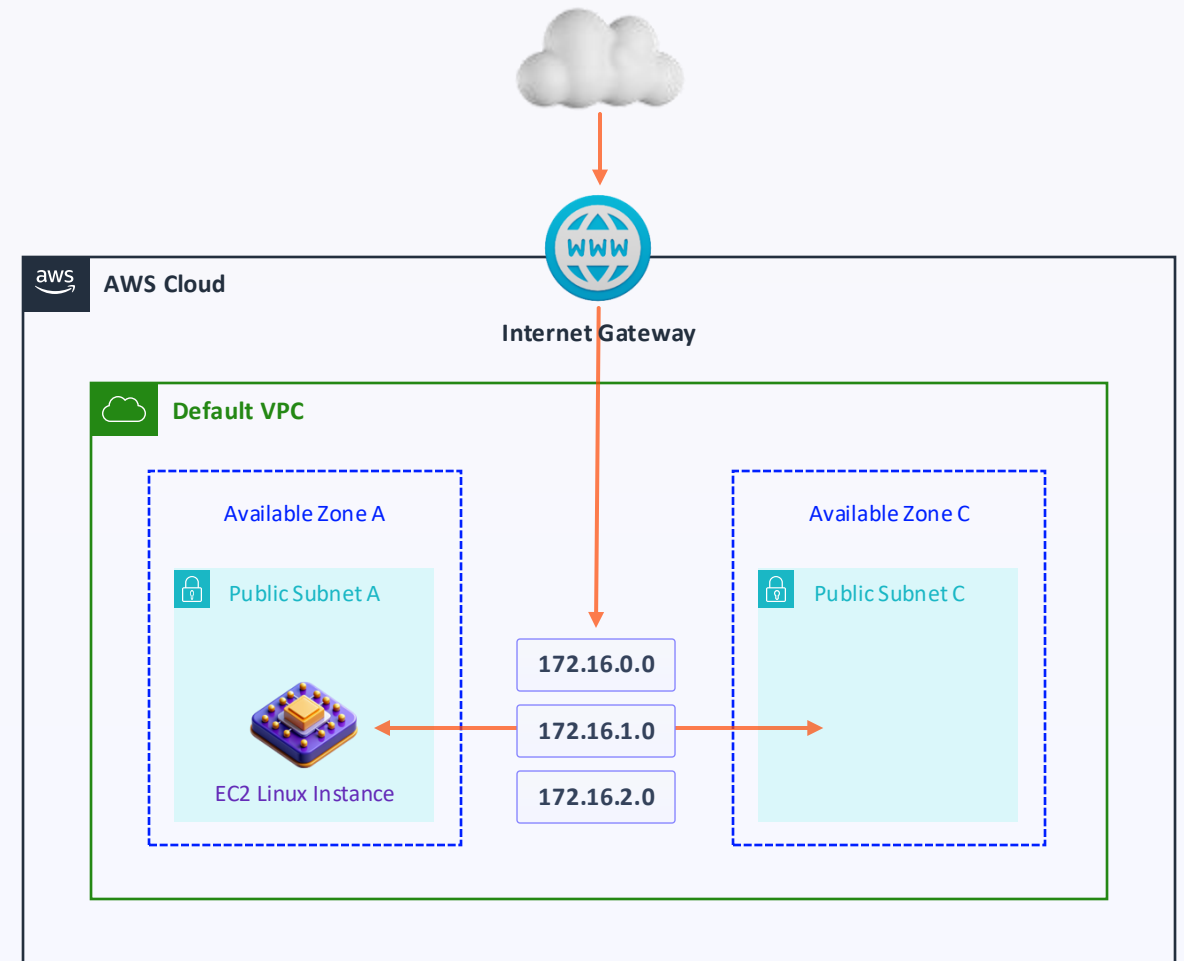 WWW
aws
AWS Cloud
Internet Gateway
Default VPC
Available Zone A
Available Zone C
Public Subnet A
Public Subnet C
172.16.0.0
172.16.1.0
172.16.2.0
EC2 Linux Instance